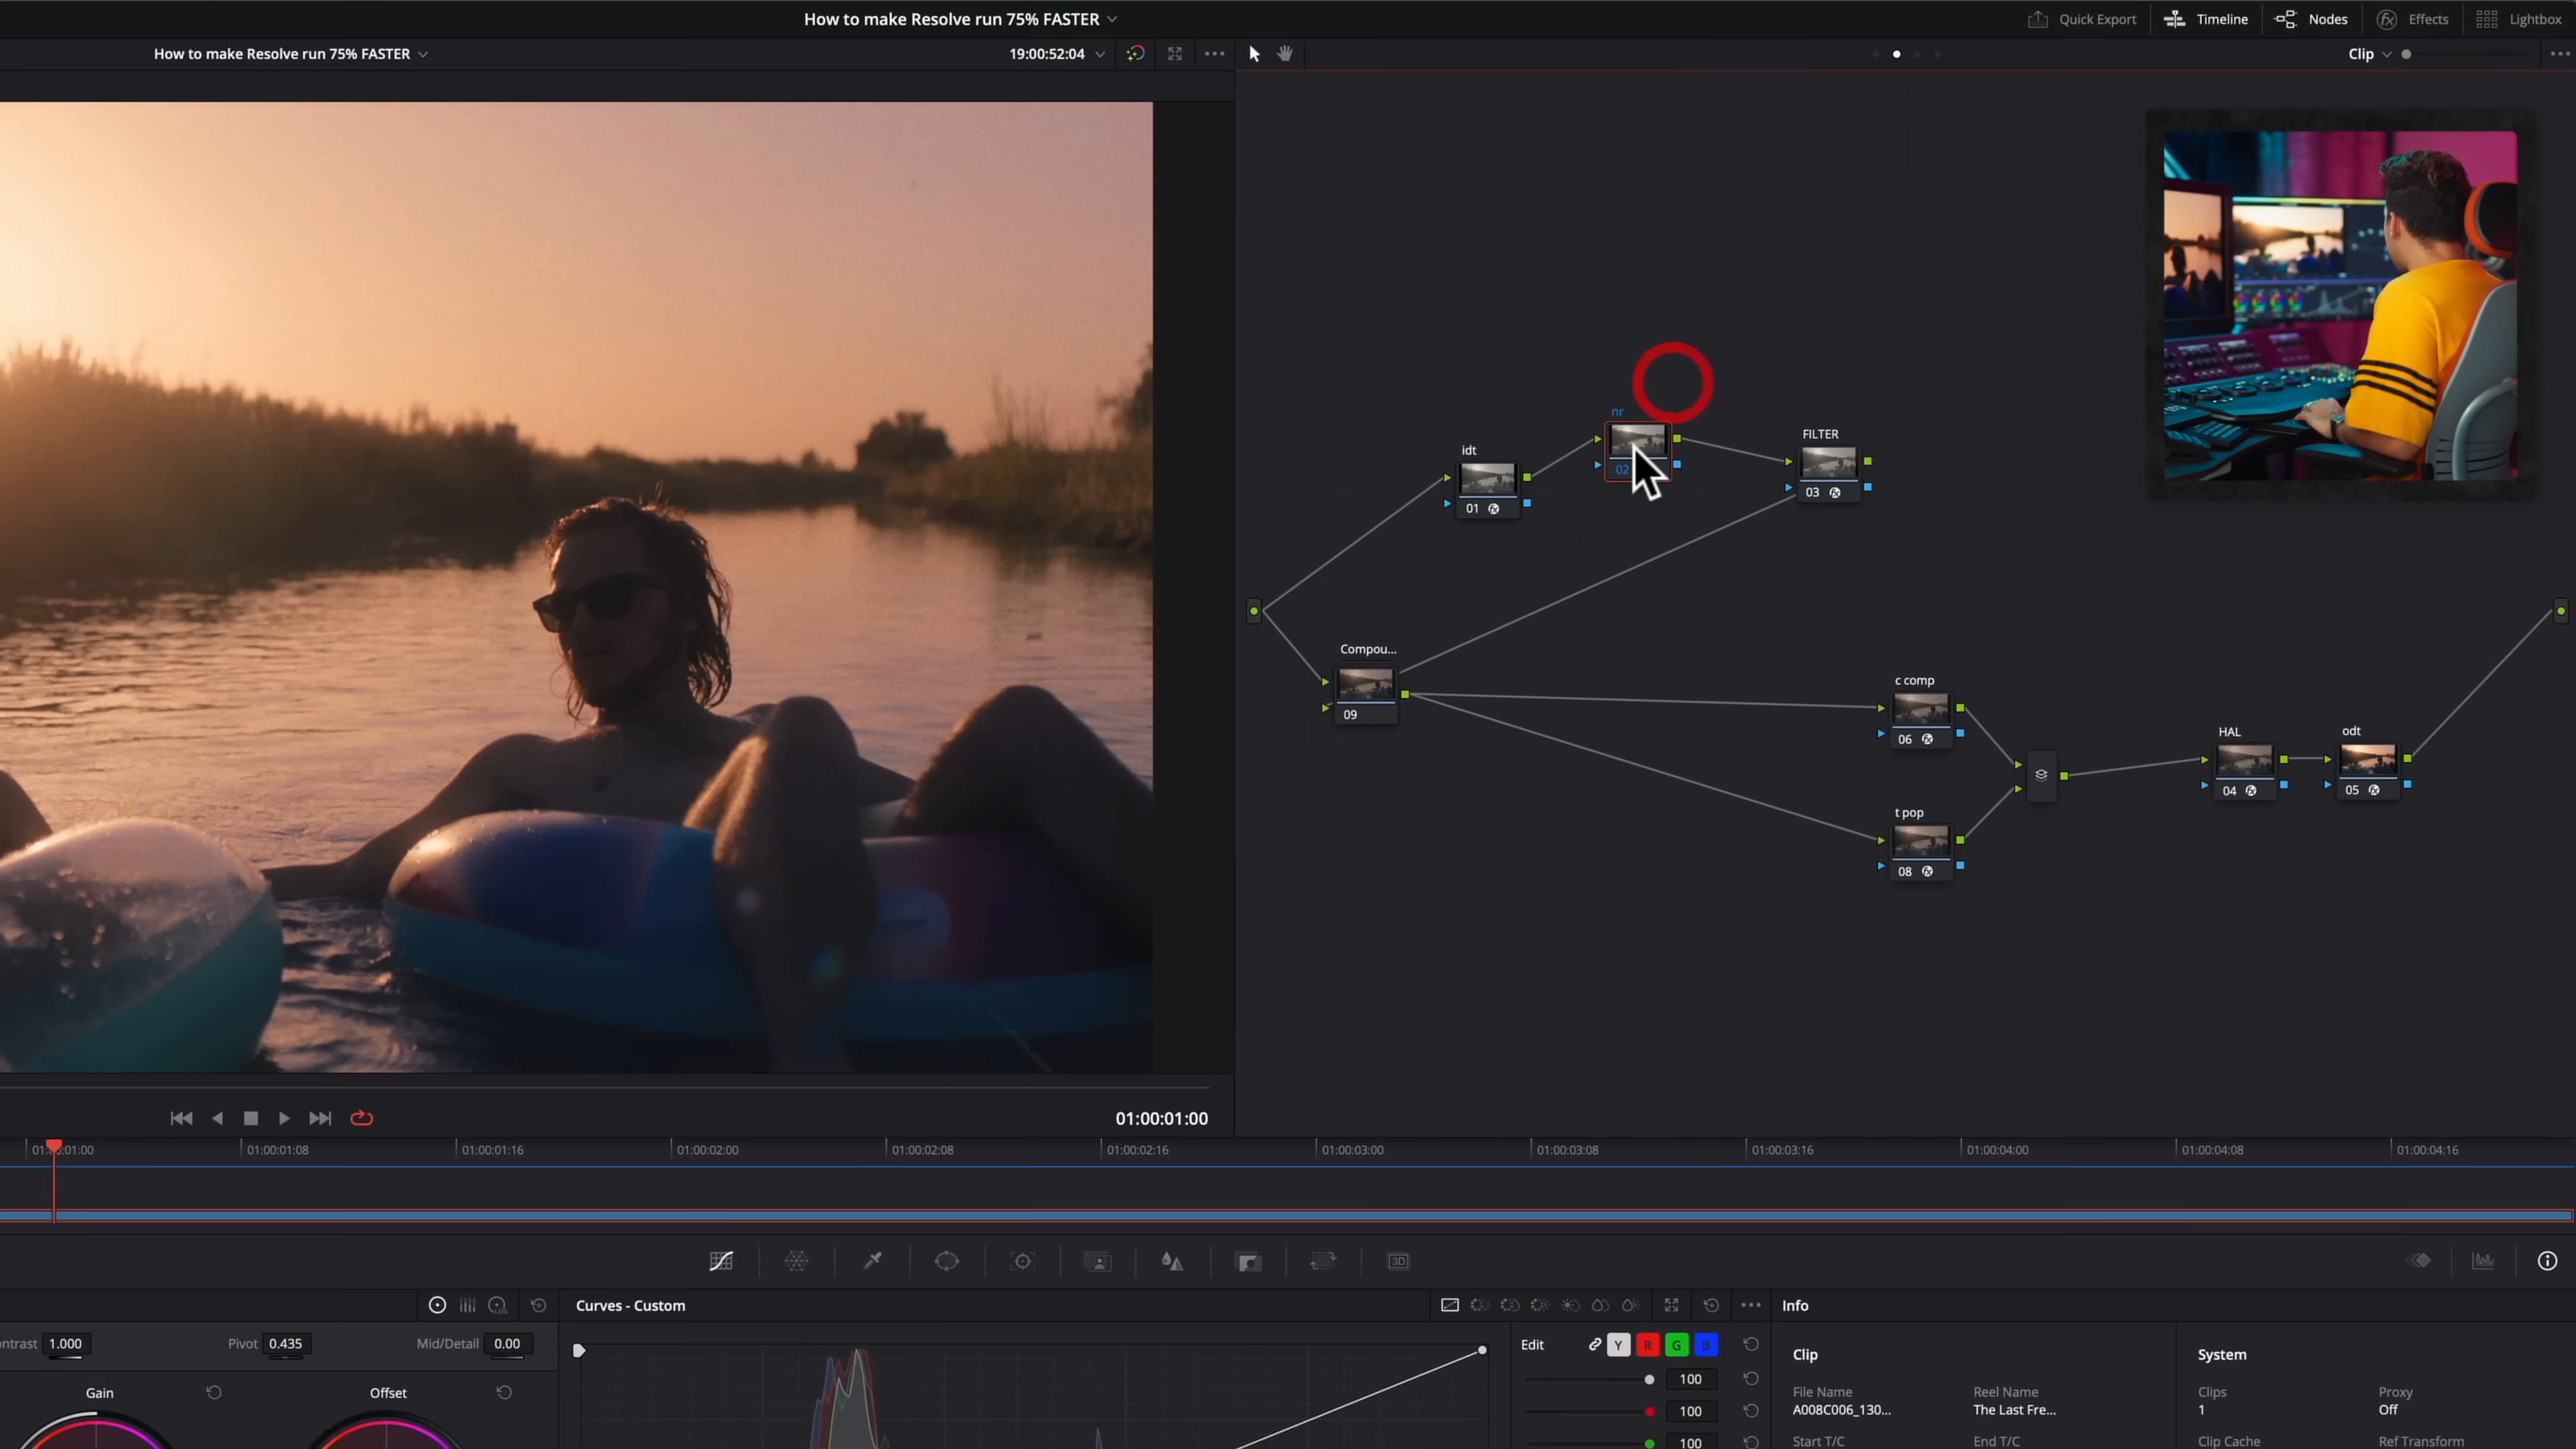 How to make Resolve run 75% FASTER
Quick Export
Timeline
Nodes
Effects
Lightbox
How to make Resolve run 75% FASTER
19:00:52:04
Clip
nr
02
FILTER
03
idt
01
Compou...
09
c comp
06
t pop
08
HAL
04
odt
05
01:00:01:00
01:00:01:08
01:00:01:16
01:00:02:00
01:00:02:08
01:00:02:16
01:00:03:00
01:00:03:08
01:00:03:16
01:00:04:00
01:00:04:08
01:00:04:16
3D
Curves - Custom
Info
ntrast 1.000
Pivot 0.435
Mid/Detail 0.00
Gain
Offset
Edit
Y
R
G
B
100
100
100
Clip
File Name
A008C006_130...
Reel Name
The Last Fre...
Start T/C
End T/C
System
Clips
1
Proxy
Off
Clip Cache
Ref Transform